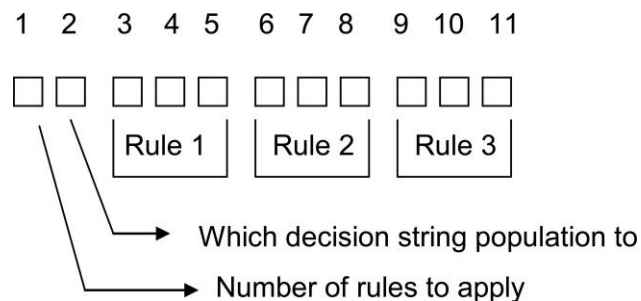 1 2 3 4 5 6 7 8 9 10 11
Rule 1 Rule 2 Rule 3
Which decision string population to
Number of rules to apply